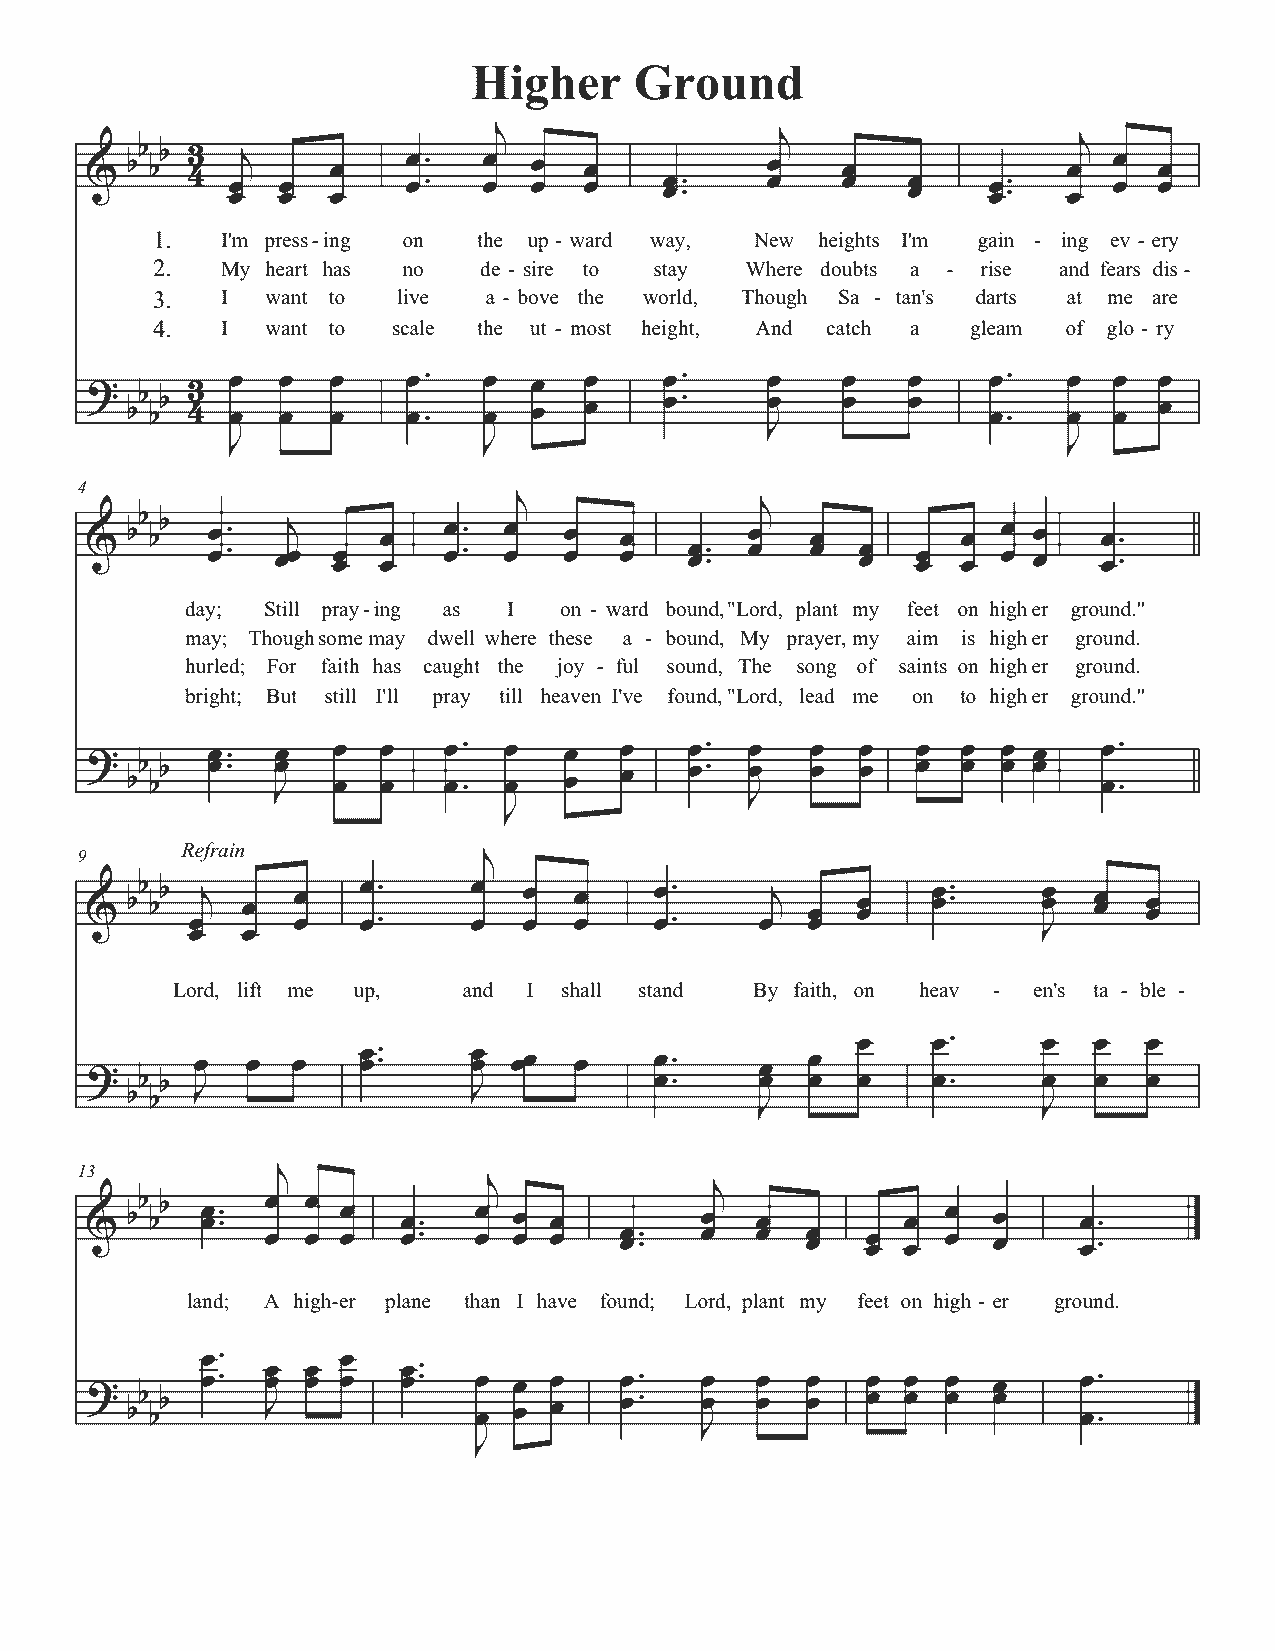 Higher Ground
3
4
1. I'm press - ing on the up - ward way, New heights I'm gain - ing ev - ery
2. My heart has no de - sire to stay Where doubts a - rise and fears dis -
3. I want to live a - bove the world, Though Sa - tan's darts at me are
4. I want to scale the ut - most height, And catch a gleam of glo - ry
3
4
4
day; Still pray - ing as I on - ward bound, "Lord, plant my feet on high er ground."
may; Though some may dwell where these a - bound, My prayer, my aim is high er ground.
hurled; For faith has caught the joy - ful sound, The song of saints on high er ground.
bright; But still I'll pray till heaven I've found, "Lord, lead me on to high er ground."
9 Refrain
Lord, lift me up, and I shall stand By faith, on heav - en's ta - ble -
13
land; A high-er plane than I have found; Lord, plant my feet on high - er ground.